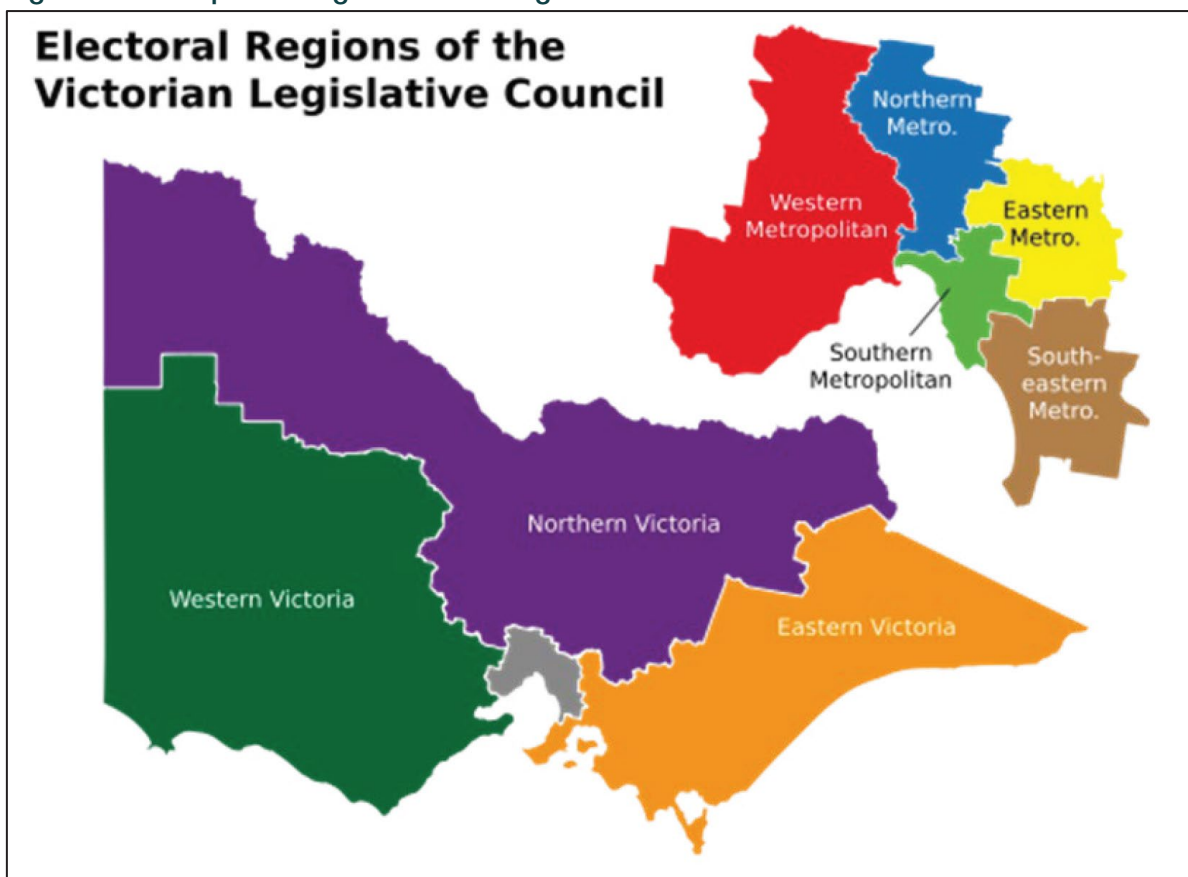 Electoral Regions of the
Victorian Legislative Council
Northern
Metro.
Western
Metropolitan
Eastern
Metro.
Southern
Metropolitan
South-
eastern
Metro.
Northern Victoria
Western Victoria
Eastern Victoria